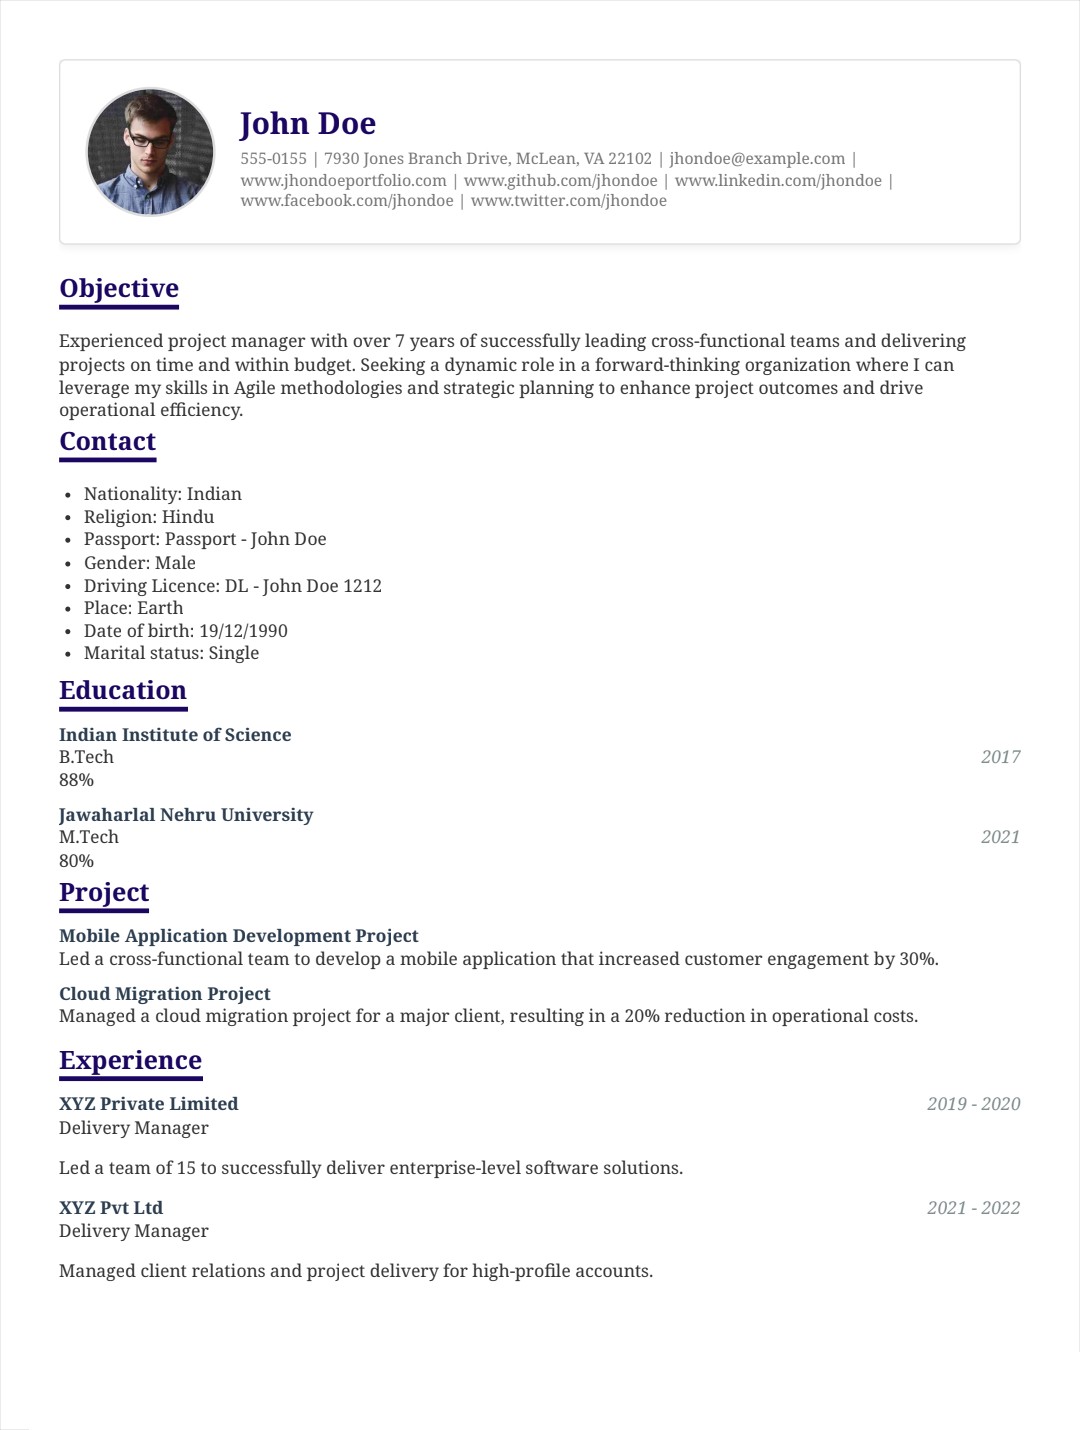 John Doe
555-0155 | 7930 Jones Branch Drive, McLean, VA 22102 | jhondoe@example.com |
www.jhondoeportfolio.com | www.github.com/jhondoe | www.linkedin.com/jhondoe |
www.facebook.com/jhondoe | www.twitter.com/jhondoe
Objective
Experienced project manager with over 7 years of successfully leading cross-functional teams and delivering
projects on time and within budget. Seeking a dynamic role in a forward-thinking organization where I can
leverage my skills in Agile methodologies and strategic planning to enhance project outcomes and drive
operational efficiency.
Contact
• Nationality: Indian
• Religion: Hindu
• Passport: Passport - John Doe
• Gender: Male
• Driving Licence: DL - John Doe 1212
• Place: Earth
• Date of birth: 19/12/1990
• Marital status: Single
Education
Indian Institute of Science
B.Tech 2017
88%
Jawaharlal Nehru University
M.Tech 2021
80%
Project
Mobile Application Development Project
Led a cross-functional team to develop a mobile application that increased customer engagement by 30%.
Cloud Migration Project
Managed a cloud migration project for a major client, resulting in a 20% reduction in operational costs.
Experience
XYZ Private Limited 2019 - 2020
Delivery Manager
Led a team of 15 to successfully deliver enterprise-level software solutions.
XYZ Pvt Ltd 2021 - 2022
Delivery Manager
Managed client relations and project delivery for high-profile accounts.